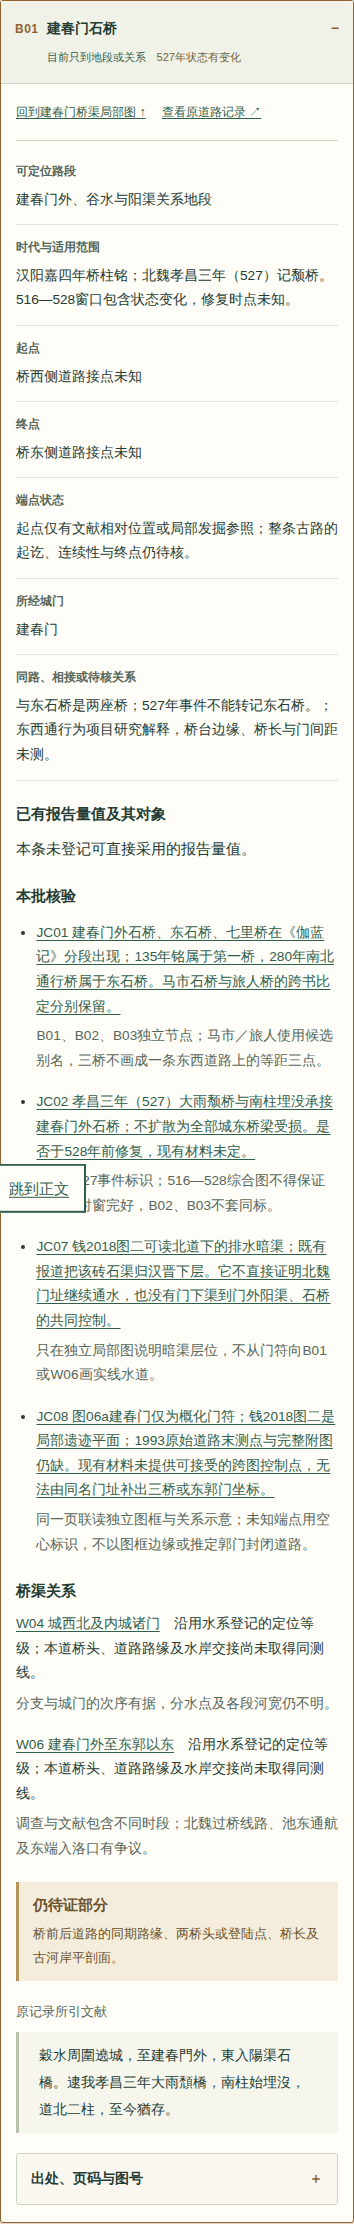 B01 建春门石桥 −
目前只到地段或关系 527年状态有变化
回到建春门桥渠局部图 ↑ 查看原道路记录 ↗
可定位路段
建春门外、谷水与阳渠关系地段
时代与适用范围
汉阳嘉四年桥柱铭；北魏孝昌三年（527）记颓桥。
516—528窗口包含状态变化，修复时点未知。
起点
桥西侧道路接点未知
终点
桥东侧道路接点未知
端点状态
起点仅有文献相对位置或局部发掘参照；整条古路的
起讫、连续性与终点仍待核。
所经城门
建春门
同路、相接或待核关系
与东石桥是两座桥；527年事件不能转记东石桥。；
东西通行为项目研究解释，桥台边缘、桥长与门间距
未测。
已有报告量值及其对象
本条未登记可直接采用的报告量值。
本批核验
JC01 建春门外石桥、东石桥、七里桥在《伽蓝
记》分段出现；135年铭属于第一桥，280年南北
通行桥属于东石桥。马市石桥与旅人桥的跨书比
定分别保留。
B01、B02、B03独立节点；马市／旅人使用候选
别名，三桥不画成一条东西道路上的等距三点。
JC02 孝昌三年（527）大雨颓桥与南柱埋没承接
建春门外石桥；不扩散为全部城东桥梁受损。是
否于528年前修复，现有材料未定。
27事件标识；516—528综合图不得保证
跳到正文
时窗完好，B02、B03不套同标。
JC07 钱2018图二可读北道下的排水暗渠；既有
报道把该砖石渠归汉晋下层。它不直接证明北魏
门址继续通水，也没有门下渠到门外阳渠、石桥
的共同控制。
只在独立局部图说明暗渠层位，不从门符向B01
或W06画实线水道。
JC08 图06a建春门仅为概化门符；钱2018图二是
局部遗迹平面；1993原始道路末测点与完整附图
仍缺。现有材料未提供可接受的跨图控制点，无
法由同名门址补出三桥或东郭门坐标。
同一页联读独立图框与关系示意；未知端点用空
心标识，不以图框边缘或推定郭门封闭道路。
桥渠关系
W04 城西北及内城诸门 沿用水系登记的定位等
级；本道桥头、道路路缘及水岸交接尚未取得同测
线。
分支与城门的次序有据，分水点及各段河宽仍不明。
W06 建春门外至东郭以东 沿用水系登记的定位等
级；本道桥头、道路路缘及水岸交接尚未取得同测
线。
调查与文献包含不同时段；北魏过桥线路、池东通航
及东端入洛口有争议。
仍待证部分
桥前后道路的同期路缘、两桥头或登陆点、桥长及
古河岸平剖面。
原记录所引文献
穀水周圍遶城，至建春門外，東入陽渠石
橋。逮我孝昌三年大雨頹橋，南柱始埋沒，
道北二柱，至今猶存。
出处、页码与图号 +